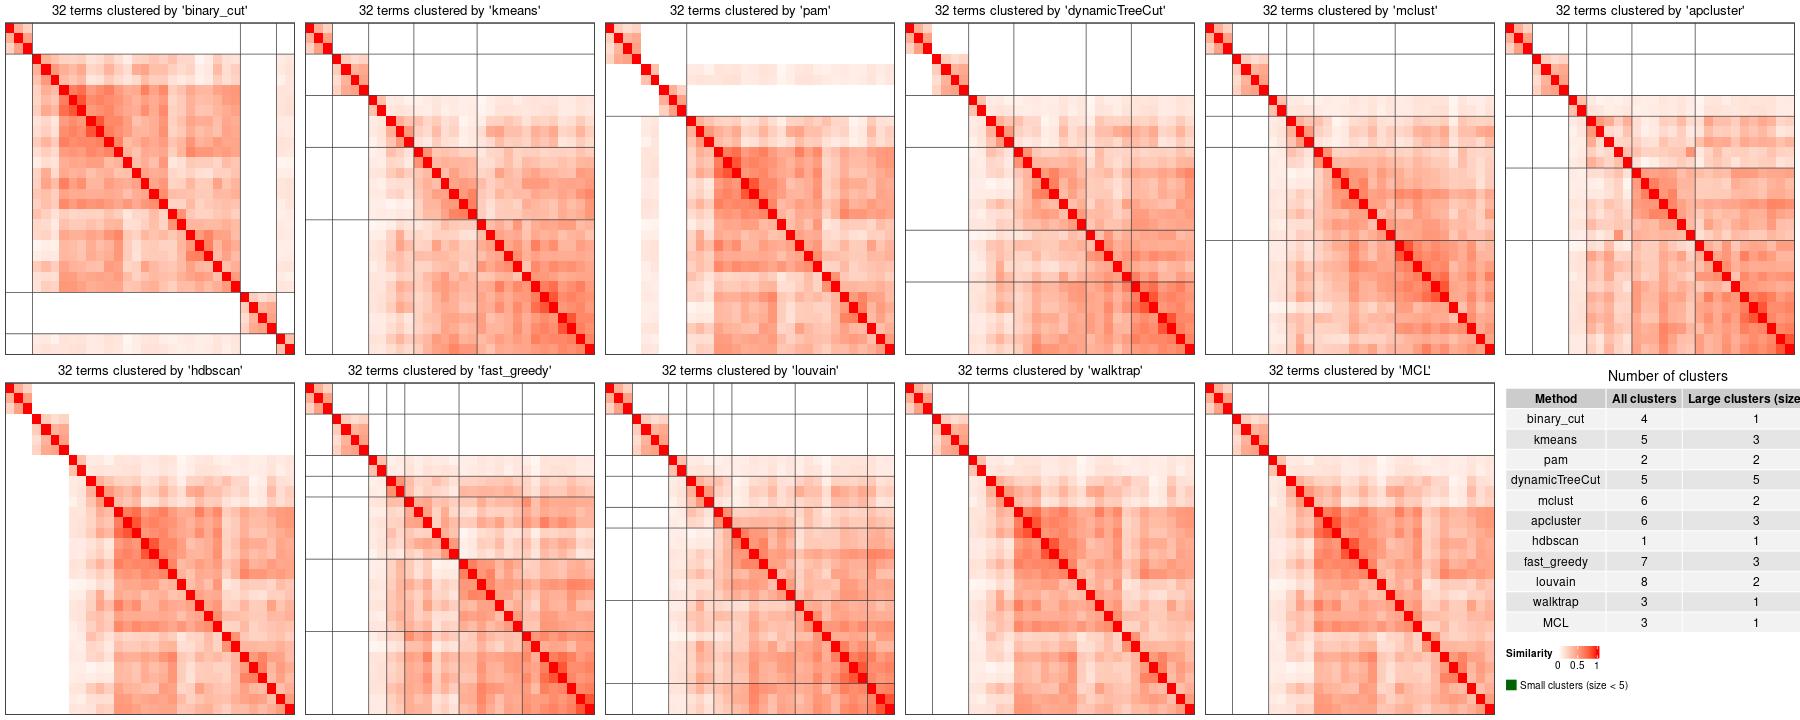 32 terms clustered by 'binary_cut'
32 terms clustered by 'kmeans'
32 terms clustered by 'pam'
32 terms clustered by 'dynamicTreeCut'
32 terms clustered by 'mclust'
32 terms clustered by 'apcluster'
32 terms clustered by 'hdbscan'
32 terms clustered by 'fast_greedy'
32 terms clustered by 'louvain'
32 terms clustered by 'walktrap'
32 terms clustered by 'MCL'
Number of clusters
Method All clusters Large clusters (size
binary_cut 4 1
kmeans 5 3
pam 2 2
dynamicTreeCut 5 5
mclust 6 2
apcluster 6 3
hdbscan 1 1
fast_greedy 7 3
louvain 8 2
walktrap 3 1
MCL 3 1
Similarity
0 0.5 1
Small clusters (size < 5)